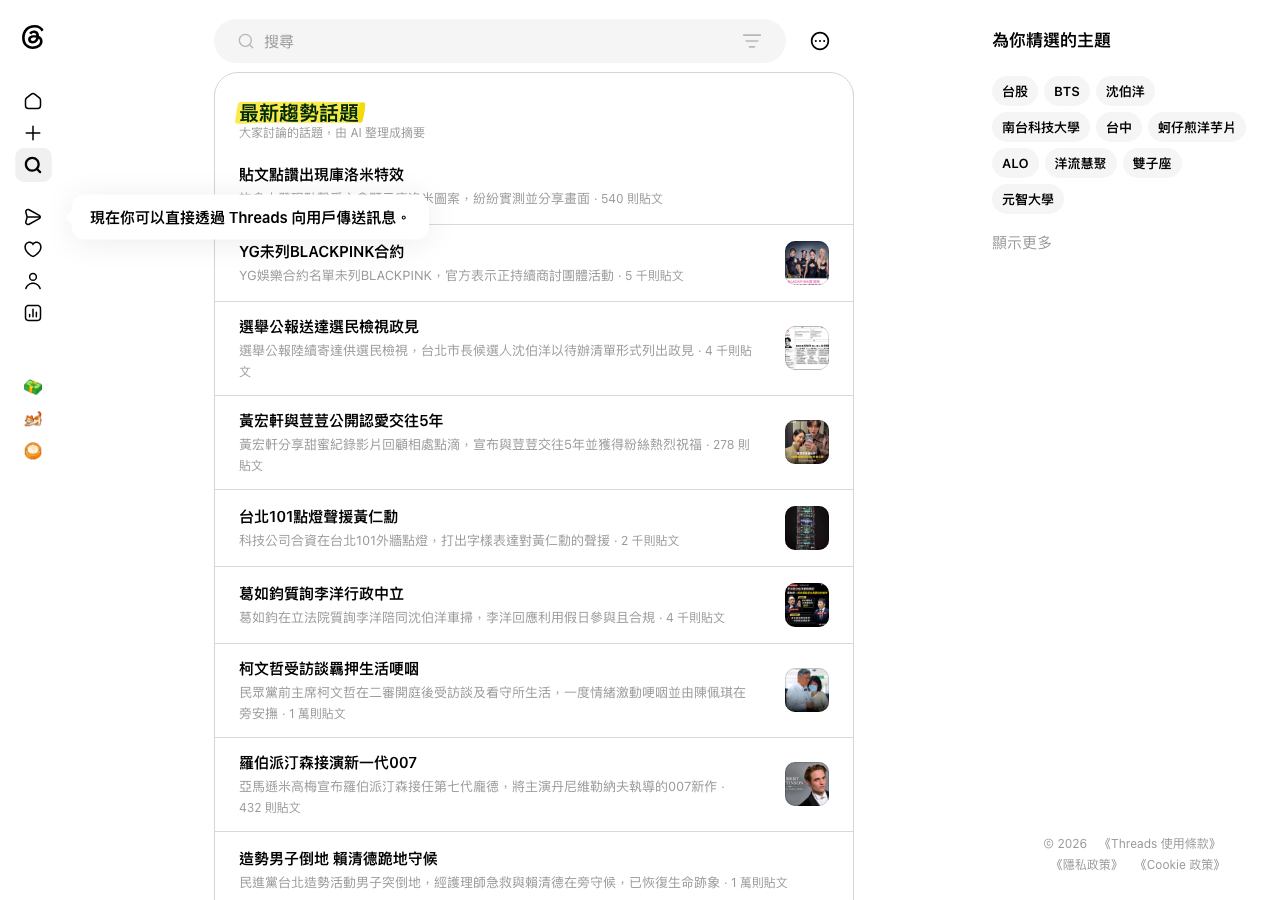 搜尋
最新趨勢話題
大家討論的話題，由 AI 整理成摘要
貼文點讚出現庫洛米特效
米圖案，紛紛實測並分享畫面 · 540 則貼文
現在你可以直接透過 Threads 向用戶傳送訊息。
YG未列BLACKPINK合約
YG娛樂合約名單未列BLACKPINK，官方表示正持續商討團體活動 · 5 千則貼文
選舉公報送達選民檢視政見
選舉公報陸續寄達供選民檢視，台北市長候選人沈伯洋以待辦清單形式列出政見 · 4 千則貼
文
黃宏軒與荳荳公開認愛交往5年
黃宏軒分享甜蜜紀錄影片回顧相處點滴，宣布與荳荳交往5年並獲得粉絲熱烈祝福 · 278 則
貼文
台北101點燈聲援黃仁勳
科技公司合資在台北101外牆點燈，打出字樣表達對黃仁勳的聲援 · 2 千則貼文
葛如鈞質詢李洋行政中立
葛如鈞在立法院質詢李洋陪同沈伯洋車掃，李洋回應利用假日參與且合規 · 4 千則貼文
柯文哲受訪談羈押生活哽咽
民眾黨前主席柯文哲在二審開庭後受訪談及看守所生活，一度情緒激動哽咽並由陳佩琪在
旁安撫 · 1 萬則貼文
羅伯派汀森接演新一代007
亞馬遜米高梅宣布羅伯派汀森接任第七代龐德，將主演丹尼維勒納夫執導的007新作 ·
432 則貼文
造勢男子倒地 賴清德跪地守候
民進黨台北造勢活動男子突倒地，經護理師急救與賴清德在旁守候，已恢復生命跡象 · 1 萬則貼文
為你精選的主題
台股 BTS 沈伯洋
南台科技大學 台中 蚵仔煎洋芋片
ALO 洋流慧聚 雙子座
元智大學
顯示更多
© 2026 《Threads 使用條款》
《隱私政策》 《Cookie 政策》